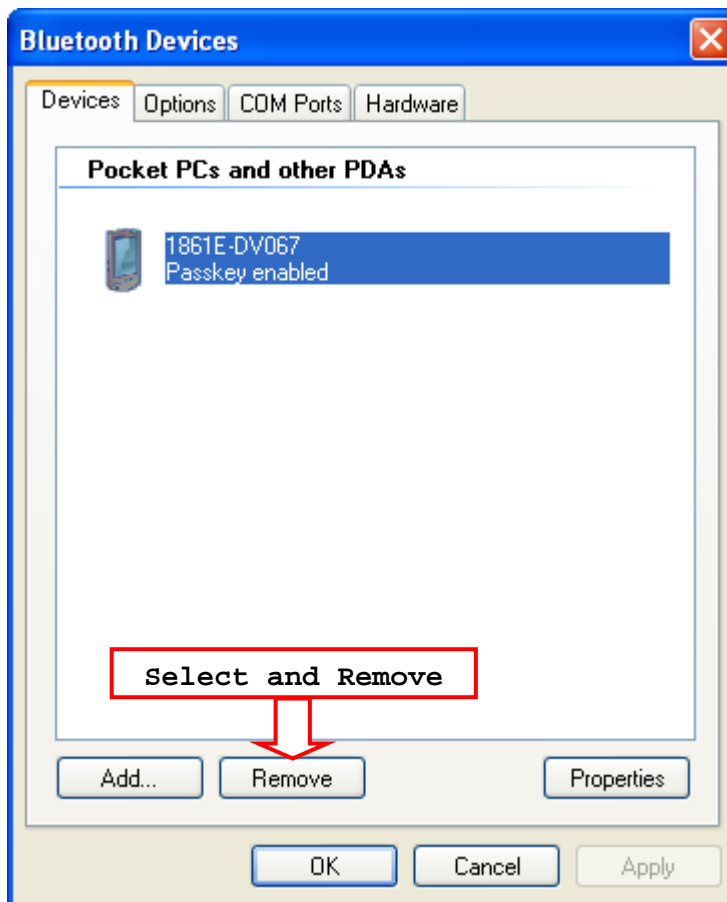 Bluetooth Devices
Devices Options COM Ports Hardware
Pocket PCs and other PDAs
1861E-DV067
Passkey enabled
Select and Remove
Add... Remove Properties
OK Cancel Apply